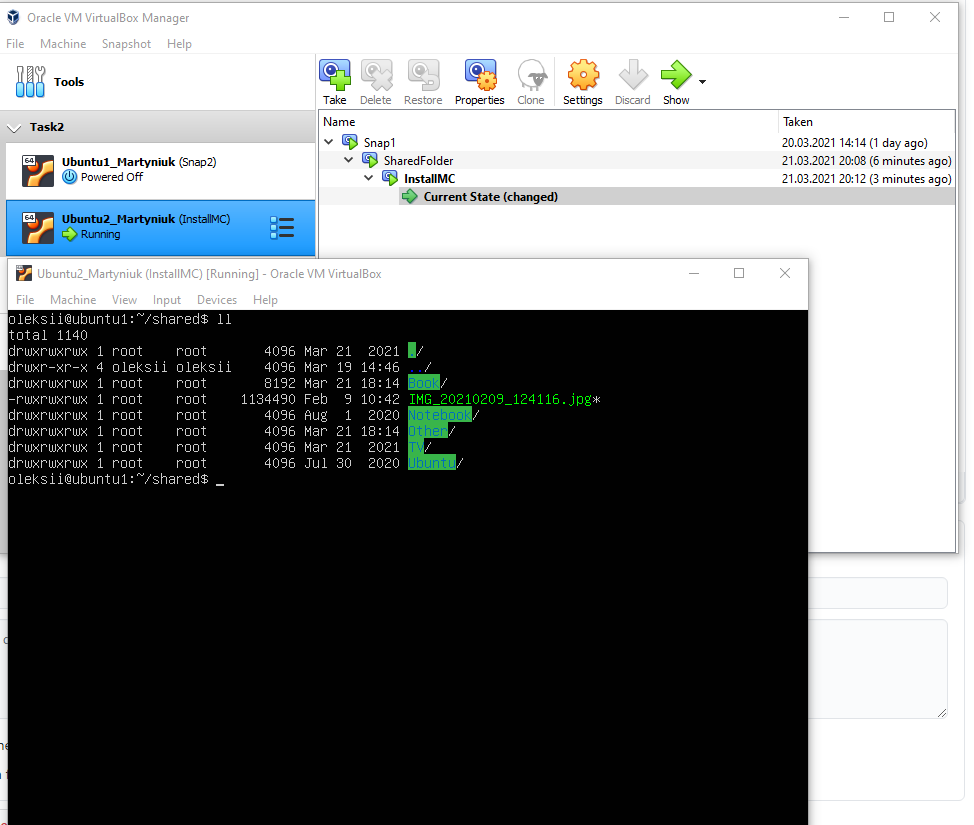 Oracle VM VirtualBox Manager
File Machine Snapshot Help
Tools
Take Delete Restore Properties Clone Settings Discard Show
Task2
Name Taken
64 Ubuntu1_Martyniuk (Snap2)
Powered Off
64 Ubuntu2_Martyniuk (InstallMC)
Running
Snap1 20.03.2021 14:14 (1 day ago)
SharedFolder 21.03.2021 20:08 (6 minutes ago)
InstallMC 21.03.2021 20:12 (3 minutes ago)
Current State (changed)
Ubuntu2_Martyniuk (InstallMC) [Running] - Oracle VM VirtualBox
File Machine View Input Devices Help
oleksii@ubuntu1:~/shared$ ll
total 1140
drwxrwxrwx 1 root root 4096 Mar 21 2021 ./
drwxr-xr-x 4 oleksii oleksii 4096 Mar 19 14:46 ../
drwxrwxrwx 1 root root 8192 Mar 21 18:14 Book/
-rwxrwxrwx 1 root root 1134490 Feb 9 10:42 IMG_20210209_124116.jpg*
drwxrwxrwx 1 root root 4096 Aug 1 2020 Notebook/
drwxrwxrwx 1 root root 4096 Mar 21 18:14 Other/
drwxrwxrwx 1 root root 4096 Mar 21 2021 TV/
drwxrwxrwx 1 root root 4096 Jul 30 2020 Ubuntu/
oleksii@ubuntu1:~/shared$ _